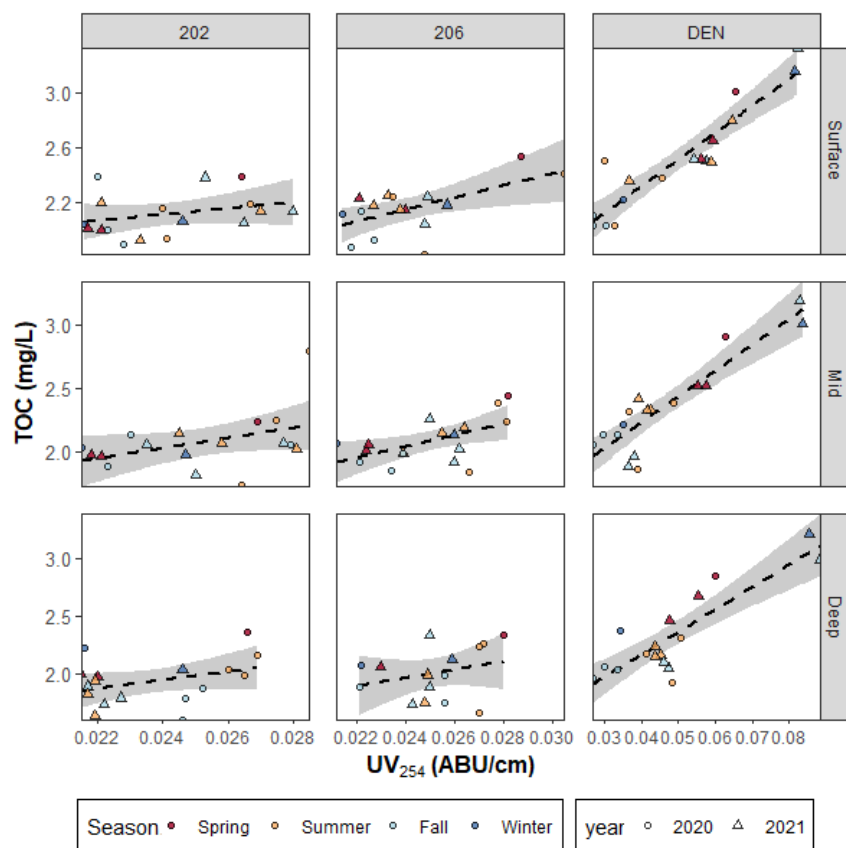 202 206 DEN
3.0
2.6
2.2
Surface
3.0
2.5
2.0
Mid
3.0
2.5
2.0
Deep
TOC (mg/L)
0.022 0.024 0.026 0.028 0.022 0.024 0.026 0.028 0.030 0.03 0.04 0.05 0.06 0.07 0.08
UV254 (ABU/cm)
Season Spring Summer Fall Winter year 2020 2021